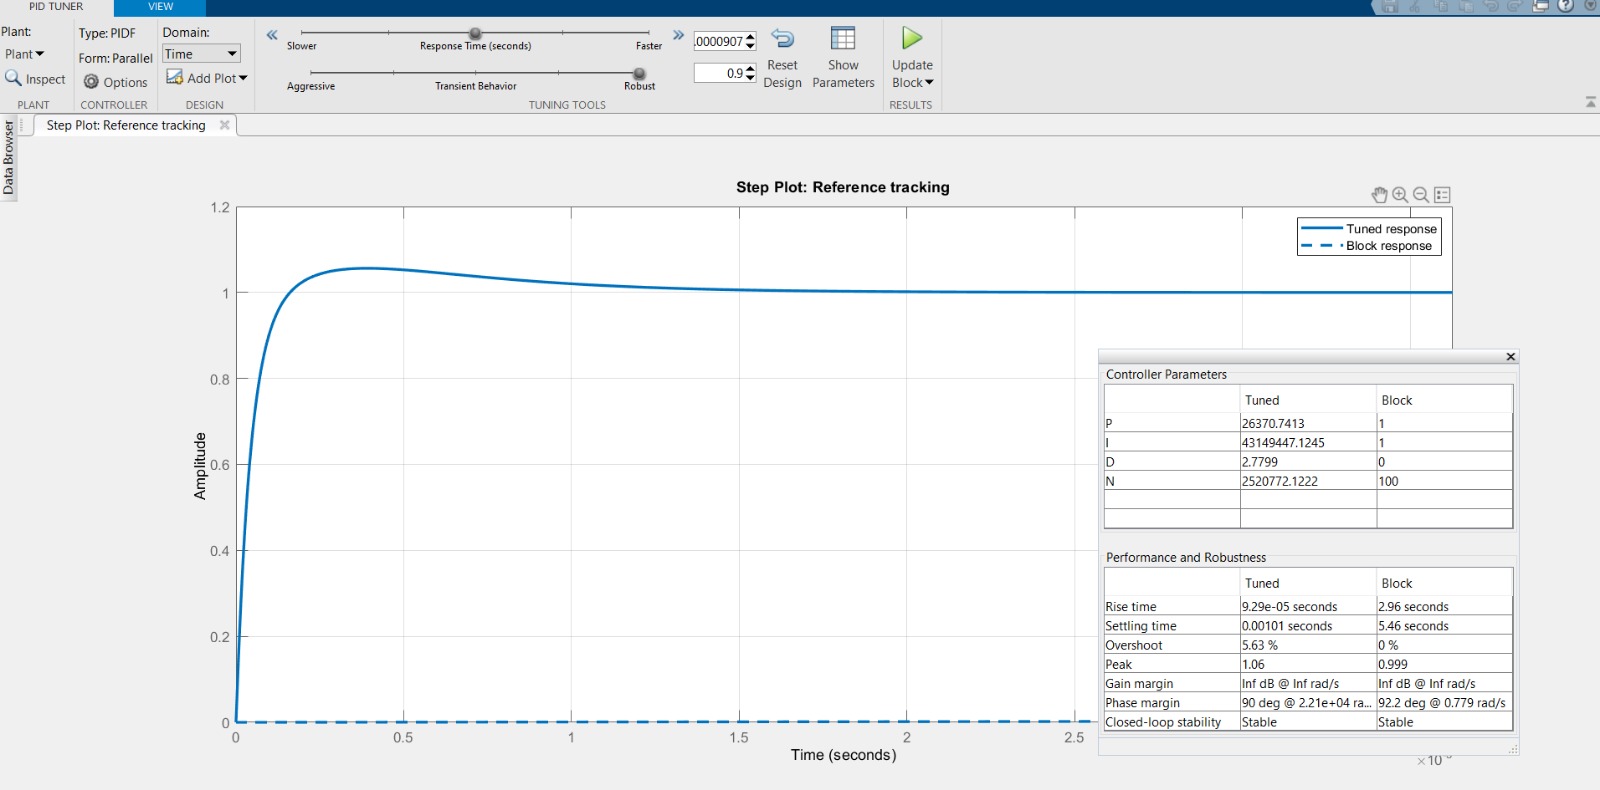 PID TUNER
VIEW
Plant:
Plant
Inspect
PLANT
Type: PIDF
Form: Parallel
Options
CONTROLLER
Domain:
Time
Add Plot
DESIGN
Slower
Response Time (seconds)
Faster
.0000907
Aggressive
Transient Behavior
Robust
0.9
Reset
Design
Show
Parameters
TUNING TOOLS
Update
Block
RESULTS
Data Browser
Step Plot: Reference tracking
Step Plot: Reference tracking
Tuned response
Block response
Amplitude
1.2
1
0.8
0.6
0.4
0.2
0
0 0.5 1 1.5 2 2.5
Time (seconds)
×10
Controller Parameters
Tuned Block
P 26370.7413 1
I 43149447.1245 1
D 2.7799 0
N 2520772.1222 100
Performance and Robustness
Tuned Block
Rise time 9.29e-05 seconds 2.96 seconds
Settling time 0.00101 seconds 5.46 seconds
Overshoot 5.63 % 0 %
Peak 1.06 0.999
Gain margin Inf dB @ Inf rad/s Inf dB @ Inf rad/s
Phase margin 90 deg @ 2.21e+04 ra... 92.2 deg @ 0.779 rad/s
Closed-loop stability Stable Stable